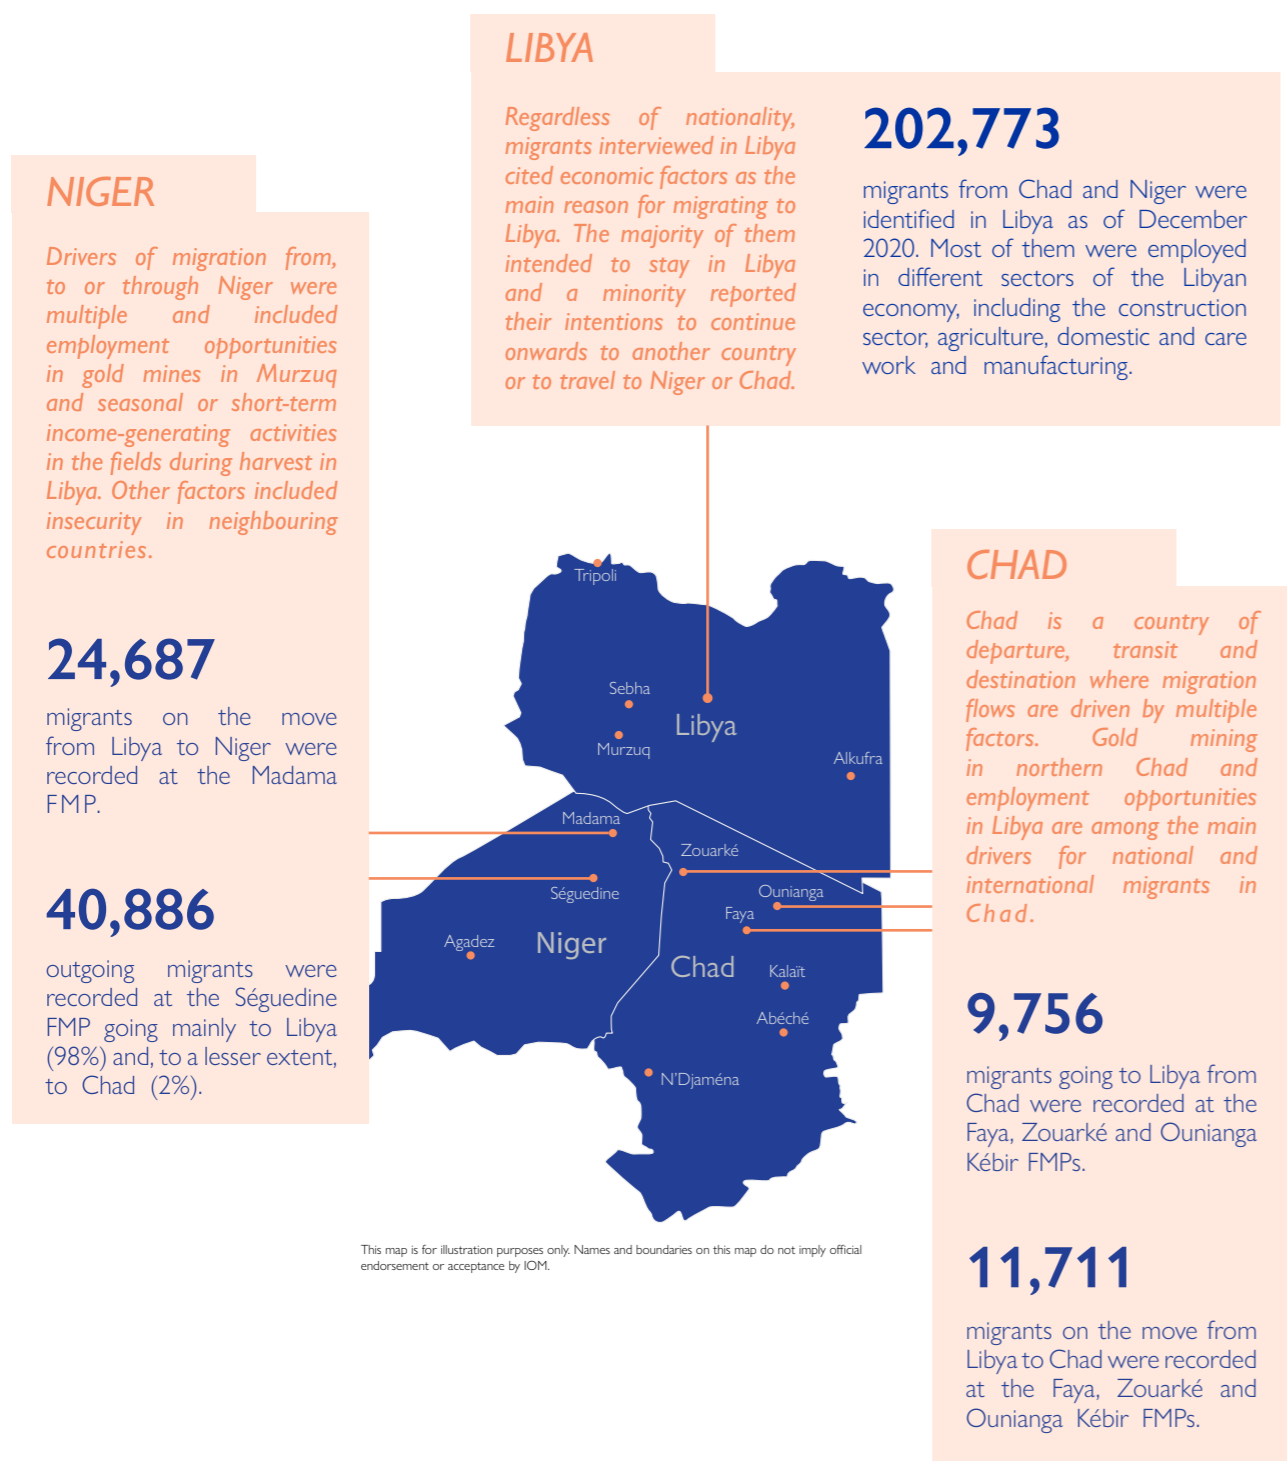 LIBYA
Regardless of nationality,
migrants interviewed in Libya
cited economic factors as the
main reason for migrating to
Libya. The majority of them
intended to stay in Libya
and a minority reported
their intentions to continue
onwards to another country
or to travel to Niger or Chad.
202,773
migrants from Chad and Niger were
identified in Libya as of December
2020. Most of them were employed
in different sectors of the Libyan
economy, including the construction
sector, agriculture, domestic and care
work and manufacturing.
NIGER
Drivers of migration from,
to or through Niger were
multiple and included
employment opportunities
in gold mines in Murzuq
and seasonal or short-term
income-generating activities
in the fields during harvest in
Libya. Other factors included
insecurity in neighbouring
countries.
24,687
migrants on the move
from Libya to Niger were
recorded at the Madama
FMP.
40,886
outgoing migrants were
recorded at the Séguedine
FMP going mainly to Libya
(98%) and, to a lesser extent,
to Chad (2%).
Tripoli
Sebha
Libya
Murzuq
Alkufra
Madama
Zouarké
Séguedine
Ounianga
Faya
Agadez
Niger
Chad
Kalaït
Abéché
N'Djaména
This map is for illustration purposes only. Names and boundaries on this map do not imply official
endorsement or acceptance by IOM.
CHAD
Chad is a country of
departure, transit and
destination where migration
flows are driven by multiple
factors. Gold mining
in northern Chad and
employment opportunities
in Libya are among the main
drivers for national and
international migrants in
Chad.
9,756
migrants going to Libya from
Chad were recorded at the
Faya, Zouarké and Ounianga
Kébir FMPs.
11,711
migrants on the move from
Libya to Chad were recorded
at the Faya, Zouarké and
Ounianga Kébir FMPs.